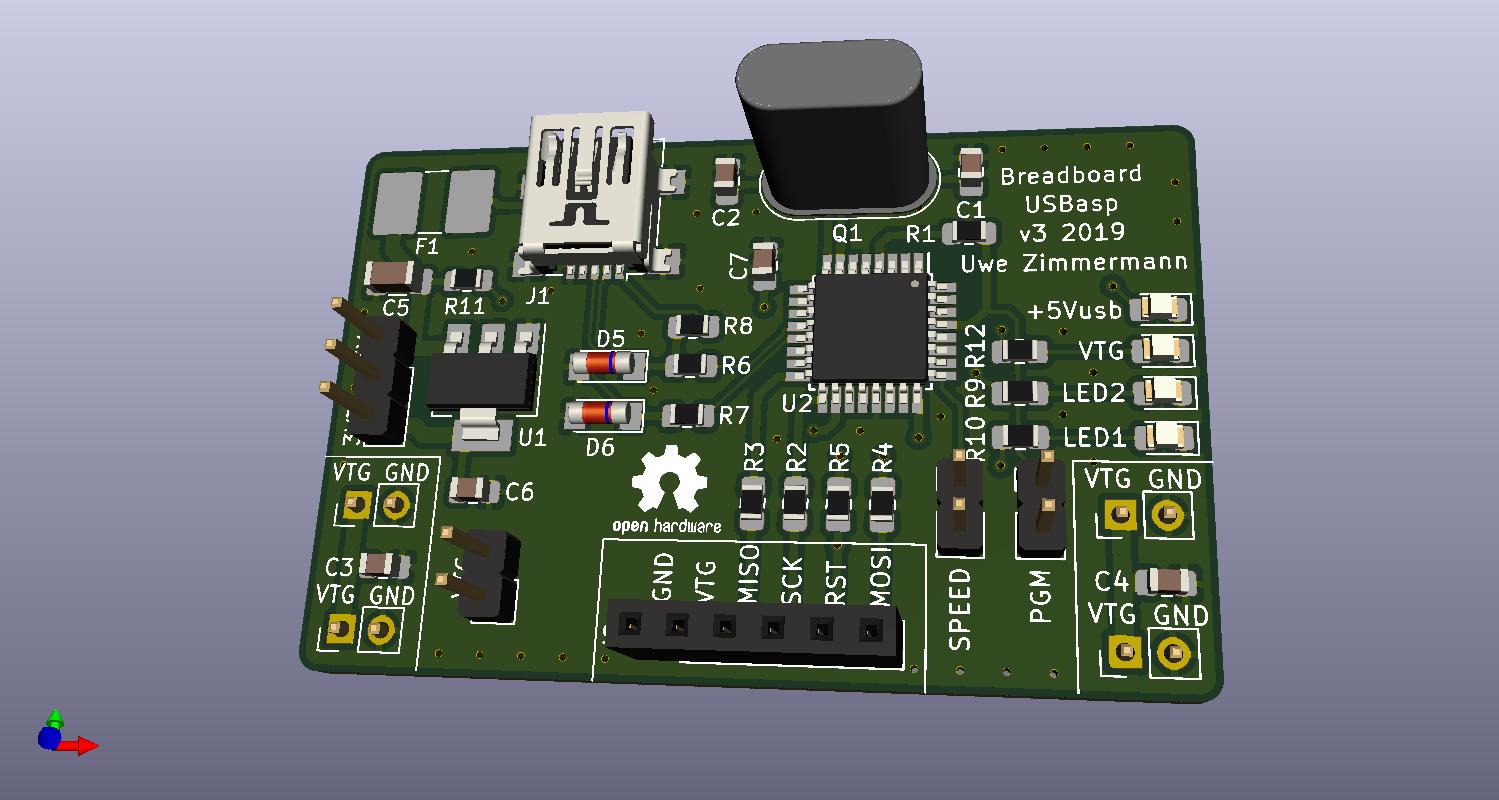 Breadboard
USBasp
v3 2019
Uwe Zimmermann
C2
C1
Q1
R1
F1
C7
C5
R11
J1
+5Vusb
D5
R8
R12
VTG
R6
U2
R9
LED2
D6
R7
U1
R10
LED1
VTG GND
C6
R3
R2
R5
R4
VTG GND
open hardware
C3
VTG GND
GND
VTG
MISO
SCK
RST
MOSI
SPEED
PGM
C4
VTG GND